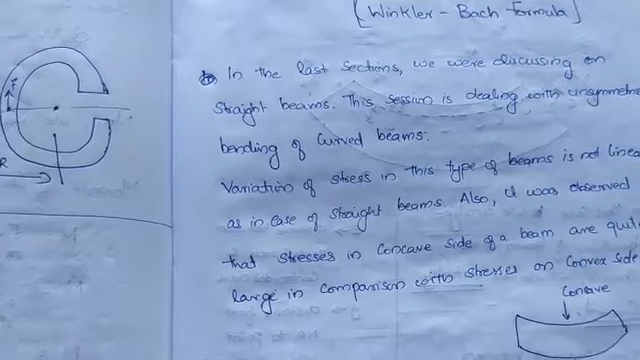 [Winkler - Bach Formula]
In the last sections, we were discussing on
straight beams. This session is dealing with unsymme
bending of Curved beams.
Variation of stress in this type of beams is not linea
as in case of straight beams. Also, it was observed
that stresses in concave side of a beam are quit
large in comparison with stresses on convex side
Concave
r
R